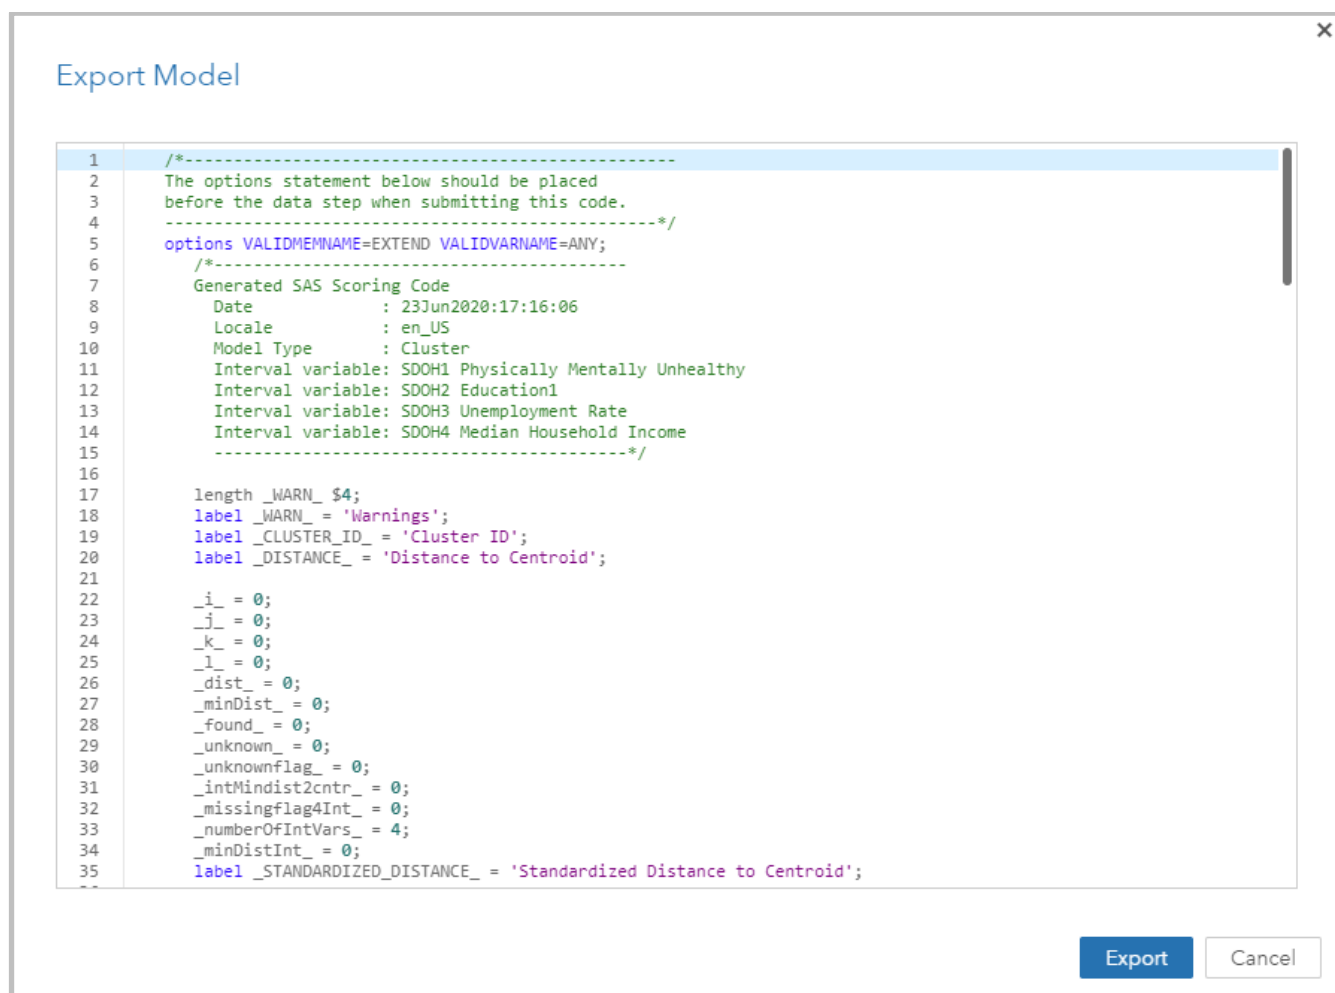 Export Model
1 /*--------------------------------------------------
2 The options statement below should be placed
3 before the data step when submitting this code.
4 --------------------------------------------------*/
5 options VALIDMEMNAME=EXTEND VALIDVARNAME=ANY;
6 /*------------------------------------------
7 Generated SAS Scoring Code
8 Date : 23Jun2020:17:16:06
9 Locale : en_US
10 Model Type : Cluster
11 Interval variable: SDOH1 Physically Mentally Unhealthy
12 Interval variable: SDOH2 Education1
13 Interval variable: SDOH3 Unemployment Rate
14 Interval variable: SDOH4 Median Household Income
15 ------------------------------------------*/
16
17 length _WARN_ $4;
18 label _WARN_ = 'Warnings';
19 label _CLUSTER_ID_ = 'Cluster ID';
20 label _DISTANCE_ = 'Distance to Centroid';
21
22 _i_ = 0;
23 _j_ = 0;
24 _k_ = 0;
25 _l_ = 0;
26 _dist_ = 0;
27 _minDist_ = 0;
28 _found_ = 0;
29 _unknown_ = 0;
30 _unknownflag_ = 0;
31 _intMindist2cntr_ = 0;
32 _missingflag4Int_ = 0;
33 _numberOfIntVars_ = 4;
34 _minDistInt_ = 0;
35 label _STANDARDIZED_DISTANCE_ = 'Standardized Distance to Centroid';
Export Cancel